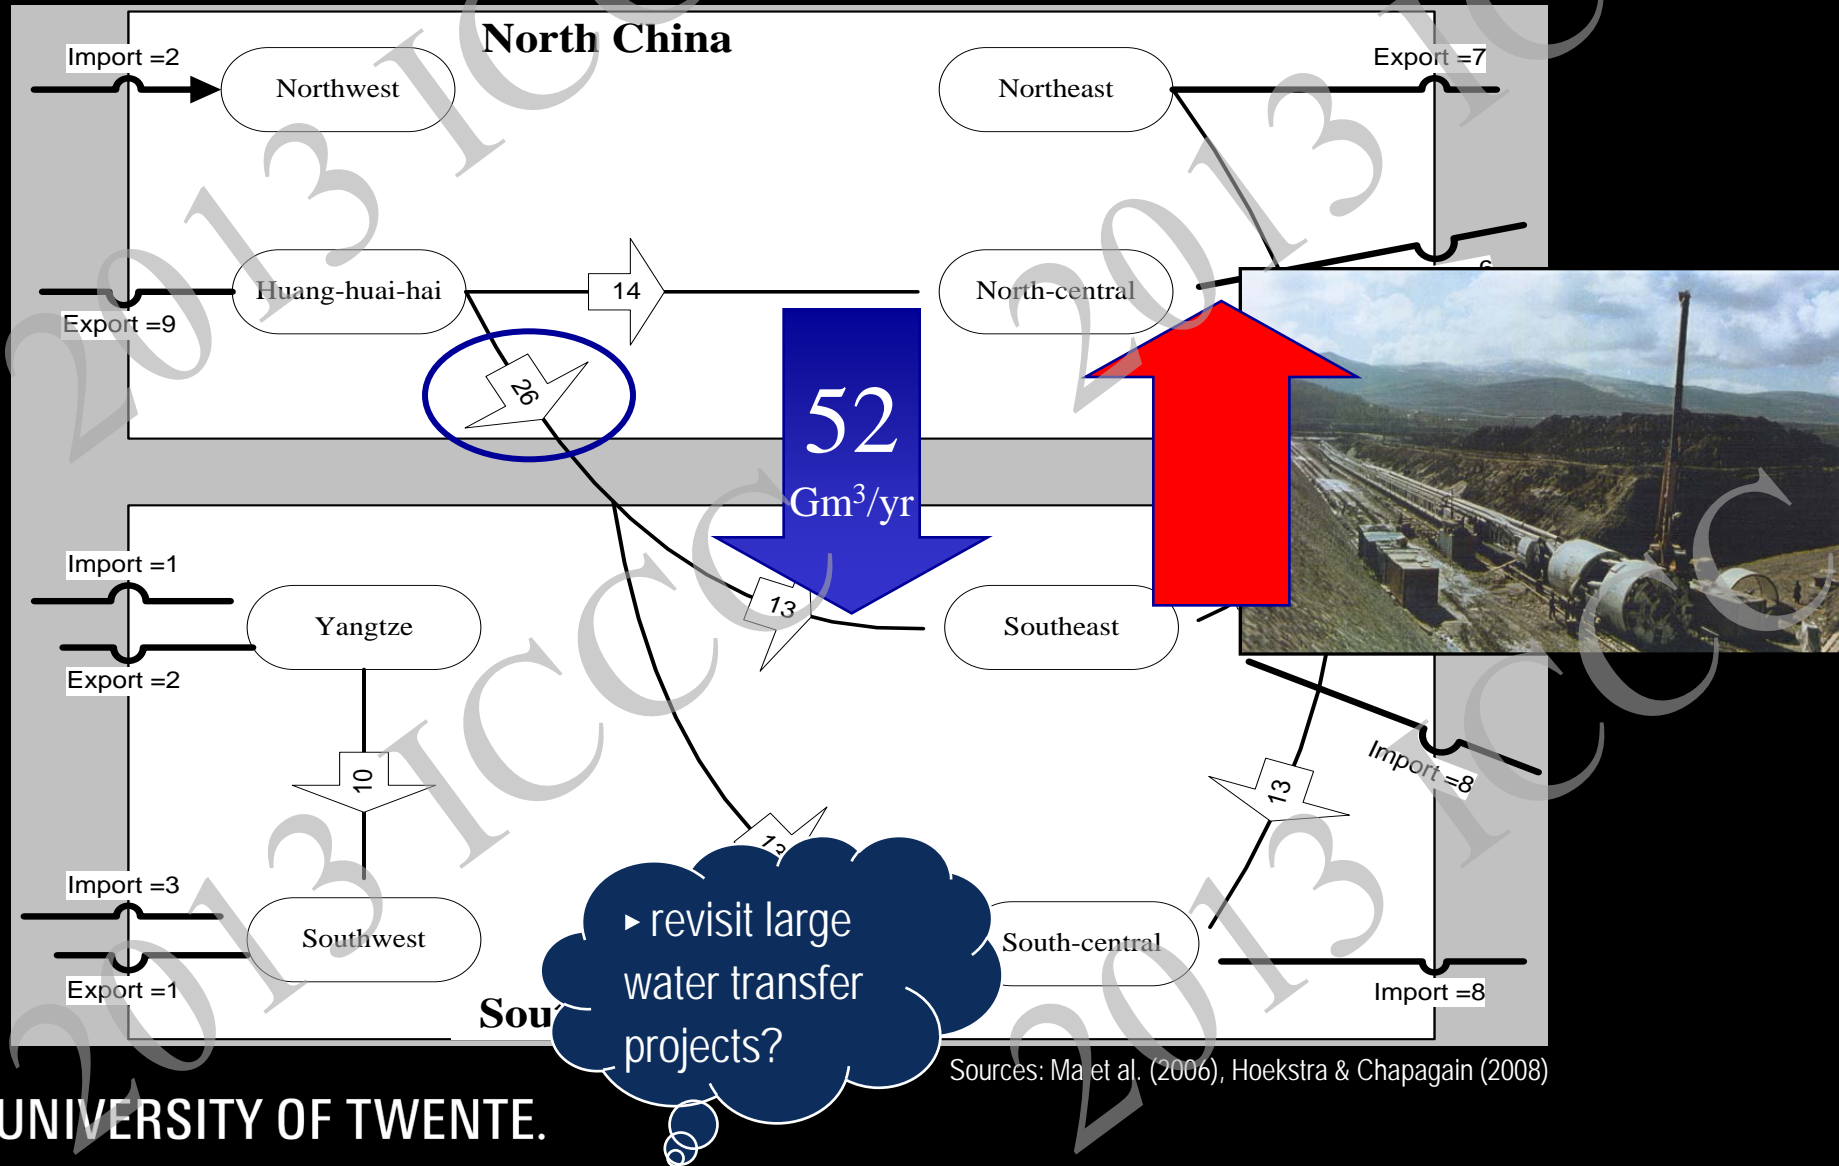 North China
Import =2
Northwest
Northeast
Export =7
Huang-huai-hai
14
North-central
Export =9
26
52
Gm³/yr
Import =1
Yangtze
Export =2
13
Southeast
Import =8
10
13
Import =3
Southwest
Export =1
South-central
Import =8
▸ revisit large
water transfer
projects?
Sources: Ma et al. (2006), Hoekstra & Chapagain (2008)
UNIVERSITY OF TWENTE.
2013 ICCC
2013 ICCC
2013 ICCC
2013 ICCC